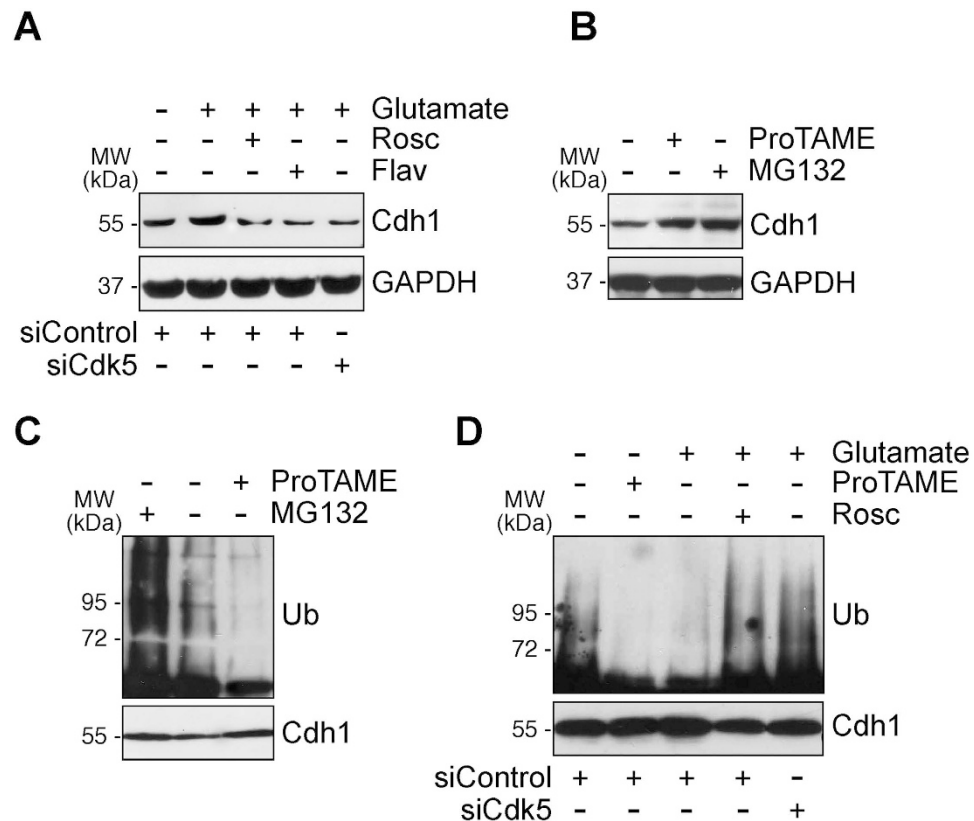 A
- + + + + Glutamate
- - + - - Rosc
- - - + - Flav
MW
(kDa)
55 - Cdh1
37 - GAPDH
siControl + + + + -
siCdk5 - - - - +
B
- + - ProTAME
- - + MG132
MW
(kDa)
55 - Cdh1
37 - GAPDH
C
- - + ProTAME
+ - - MG132
MW
(kDa)
95 -
72 -
Ub
55 - Cdh1
D
- - + + + Glutamate
- + - - - ProTAME
- - - + - Rosc
MW
(kDa)
95 -
72 -
Ub
55 - Cdh1
siControl + + + + -
siCdk5 - - - - +